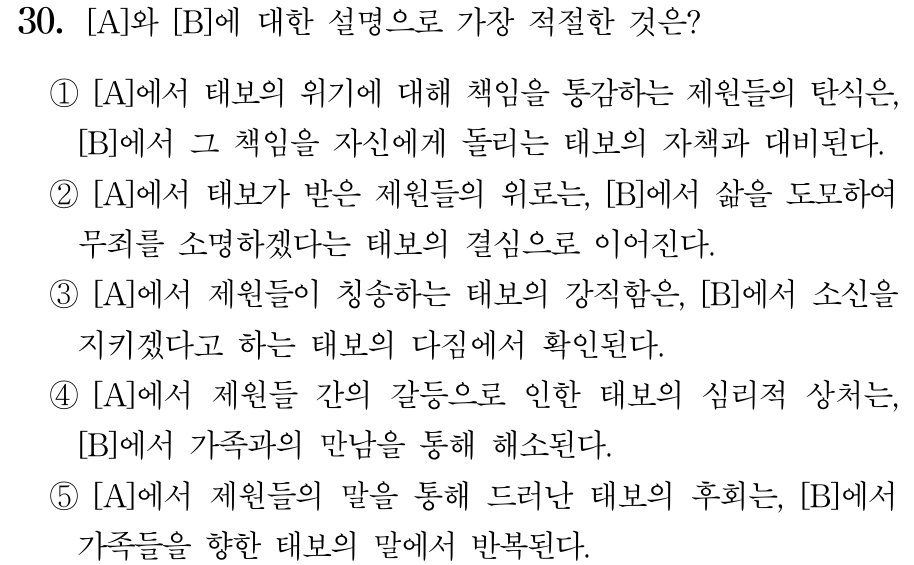 30. [A]와 [B]에 대한 설명으로 가장 적절한 것은?
① [A]에서 태보의 위기에 대해 책임을 통감하는 제원들의 탄식은,
[B]에서 그 책임을 자신에게 돌리는 태보의 자책과 대비된다.
② [A]에서 태보가 받은 제원들의 위로는, [B]에서 삶을 도모하여
무죄를 소명하겠다는 태보의 결심으로 이어진다.
③ [A]에서 제원들이 칭송하는 태보의 강직함은, [B]에서 소신을
지키겠다고 하는 태보의 다짐에서 확인된다.
④ [A]에서 제원들 간의 갈등으로 인한 태보의 심리적 상처는,
[B]에서 가족과의 만남을 통해 해소된다.
⑤ [A]에서 제원들의 말을 통해 드러난 태보의 후회는, [B]에서
가족들을 향한 태보의 말에서 반복된다.